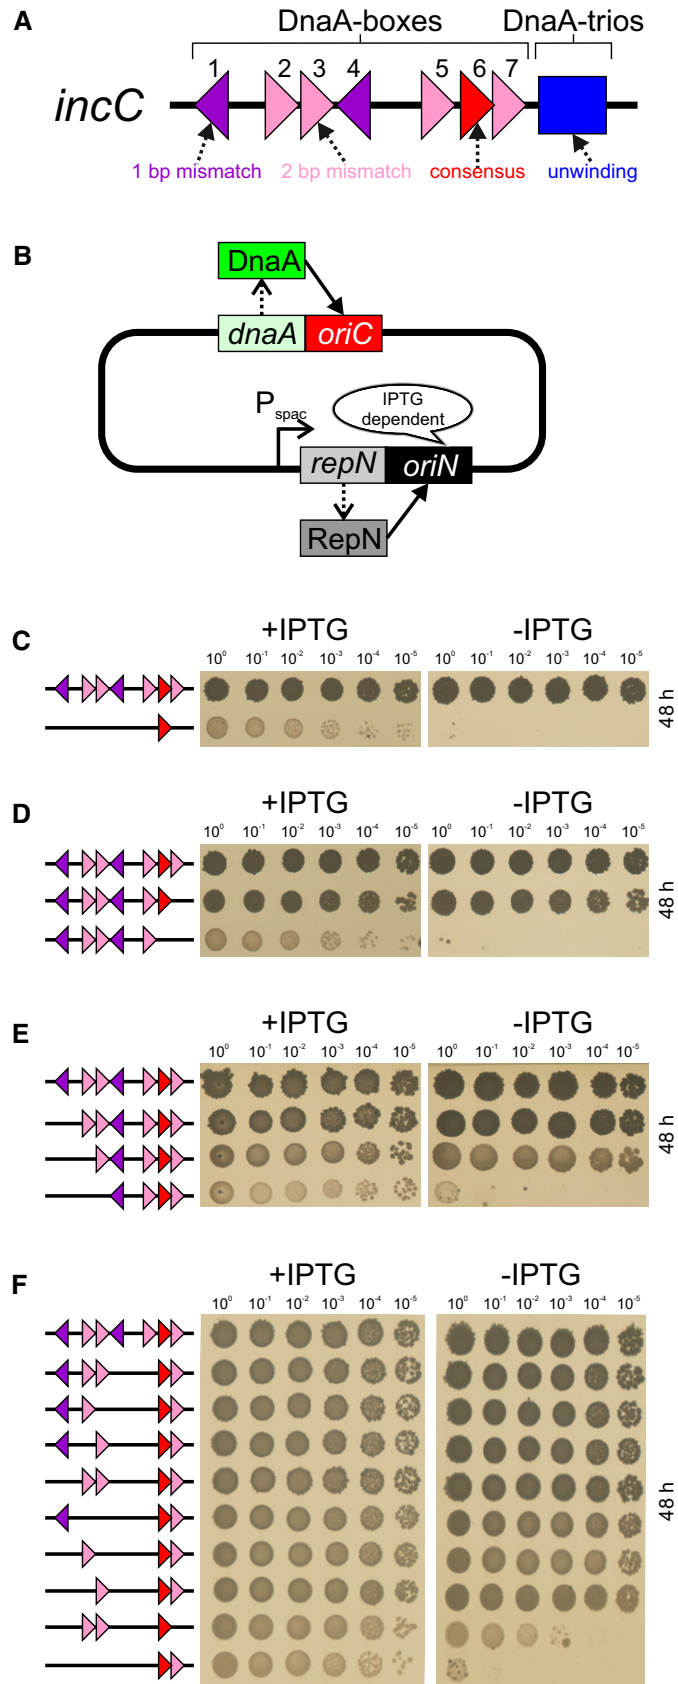 A
DnaA-boxes DnaA-trios
1 2 3 4 5 6 7
incC
1 bp mismatch 2 bp mismatch consensus unwinding
B
DnaA
dnaA oriC
Pspac
IPTG
dependent
repN oriN
RepN
C
+IPTG -IPTG
10⁰ 10⁻¹ 10⁻² 10⁻³ 10⁻⁴ 10⁻⁵ 10⁰ 10⁻¹ 10⁻² 10⁻³ 10⁻⁴ 10⁻⁵
48 h
D
+IPTG -IPTG
10⁰ 10⁻¹ 10⁻² 10⁻³ 10⁻⁴ 10⁻⁵ 10⁰ 10⁻¹ 10⁻² 10⁻³ 10⁻⁴ 10⁻⁵
48 h
E
+IPTG -IPTG
10⁰ 10⁻¹ 10⁻² 10⁻³ 10⁻⁴ 10⁻⁵ 10⁰ 10⁻¹ 10⁻² 10⁻³ 10⁻⁴ 10⁻⁵
48 h
F
+IPTG -IPTG
10⁰ 10⁻¹ 10⁻² 10⁻³ 10⁻⁴ 10⁻⁵ 10⁰ 10⁻¹ 10⁻² 10⁻³ 10⁻⁴ 10⁻⁵
48 h